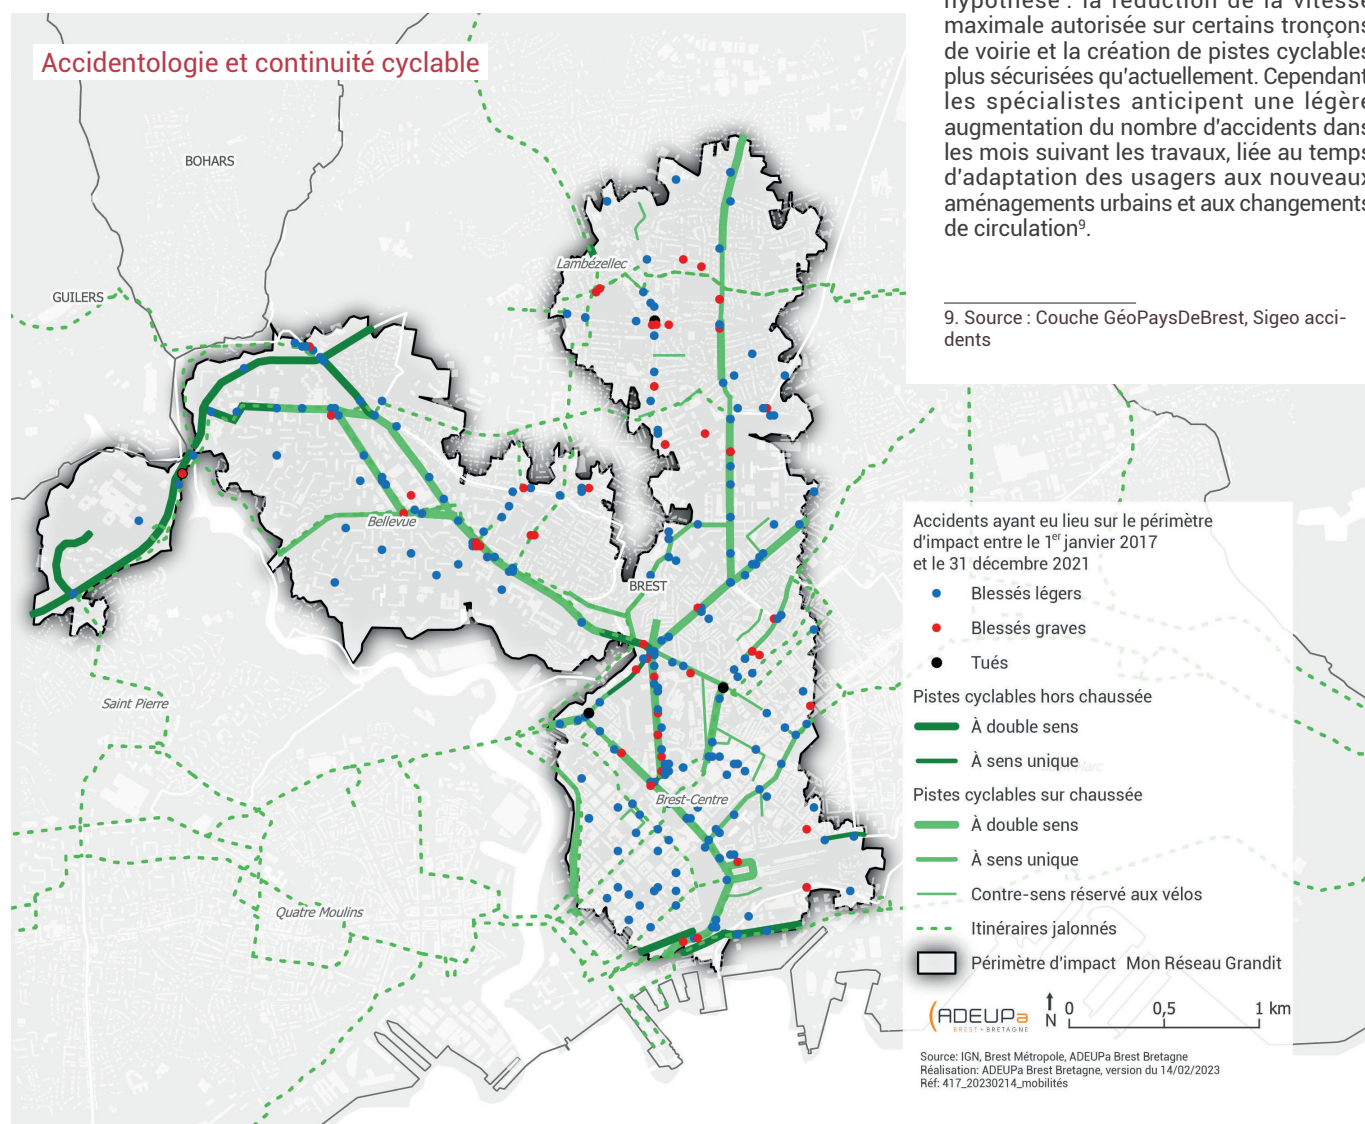 hypothèse : la réduction de la vitesse
maximale autorisée sur certains tronçons
de voirie et la création de pistes cyclables
plus sécurisées qu'actuellement. Cependant
les spécialistes anticipent une légère
augmentation du nombre d'accidents dans
les mois suivant les travaux, liée au temps
d'adaptation des usagers aux nouveaux
aménagements urbains et aux changements
de circulation⁹.
9. Source : Couche GéoPaysDeBrest, Sigeo acci-
dents
Accidentologie et continuité cyclable
BOHARS
GUILERS
Lambézellec
Bellevue
BREST
Saint Pierre
Brest-Centre
Quatre Moulins
Accidents ayant eu lieu sur le périmètre
d'impact entre le 1er janvier 2017
et le 31 décembre 2021
Blessés légers
Blessés graves
Tués
Pistes cyclables hors chaussée
À double sens
À sens unique
Pistes cyclables sur chaussée
À double sens
À sens unique
Contre-sens réservé aux vélos
Itinéraires jalonnés
Périmètre d'impact Mon Réseau Grandit
ADEUPa
BREST • BRETAGNE
N
0 0,5 1 km
Source: IGN, Brest Métropole, ADEUPa Brest Bretagne
Réalisation: ADEUPa Brest Bretagne, version du 14/02/2023
Réf: 417_20230214_mobilités